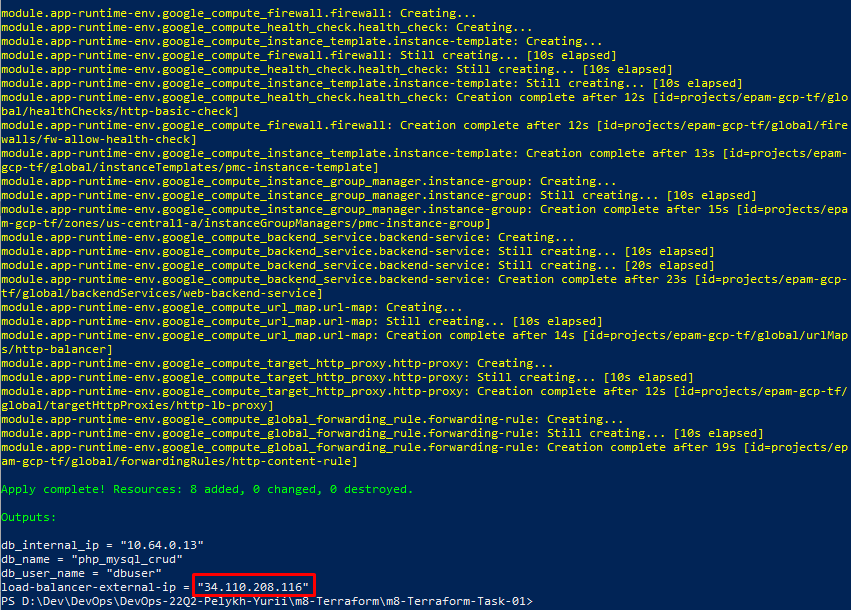 module.app-runtime-env.google_compute_firewall.firewall: Creating...
module.app-runtime-env.google_compute_health_check.health_check: Creating...
module.app-runtime-env.google_compute_instance_template.instance-template: Creating...
module.app-runtime-env.google_compute_firewall.firewall: Still creating... [10s elapsed]
module.app-runtime-env.google_compute_health_check.health_check: Still creating... [10s elapsed]
module.app-runtime-env.google_compute_instance_template.instance-template: Still creating... [10s elapsed]
module.app-runtime-env.google_compute_health_check.health_check: Creation complete after 12s [id=projects/epam-gcp-tf/glo
bal/healthChecks/http-basic-check]
module.app-runtime-env.google_compute_firewall.firewall: Creation complete after 12s [id=projects/epam-gcp-tf/global/fire
walls/fw-allow-health-check]
module.app-runtime-env.google_compute_instance_template.instance-template: Creation complete after 13s [id=projects/epam-
gcp-tf/global/instanceTemplates/pmc-instance-template]
module.app-runtime-env.google_compute_instance_group_manager.instance-group: Creating...
module.app-runtime-env.google_compute_instance_group_manager.instance-group: Still creating... [10s elapsed]
module.app-runtime-env.google_compute_instance_group_manager.instance-group: Creation complete after 15s [id=projects/epa
m-gcp-tf/zones/us-central1-a/instanceGroupManagers/pmc-instance-group]
module.app-runtime-env.google_compute_backend_service.backend-service: Creating...
module.app-runtime-env.google_compute_backend_service.backend-service: Still creating... [10s elapsed]
module.app-runtime-env.google_compute_backend_service.backend-service: Still creating... [20s elapsed]
module.app-runtime-env.google_compute_backend_service.backend-service: Creation complete after 23s [id=projects/epam-gcp-
tf/global/backendServices/web-backend-service]
module.app-runtime-env.google_compute_url_map.url-map: Creating...
module.app-runtime-env.google_compute_url_map.url-map: Still creating... [10s elapsed]
module.app-runtime-env.google_compute_url_map.url-map: Creation complete after 14s [id=projects/epam-gcp-tf/global/urlMap
s/http-balancer]
module.app-runtime-env.google_compute_target_http_proxy.http-proxy: Creating...
module.app-runtime-env.google_compute_target_http_proxy.http-proxy: Still creating... [10s elapsed]
module.app-runtime-env.google_compute_target_http_proxy.http-proxy: Creation complete after 12s [id=projects/epam-gcp-tf/
global/targetHttpProxies/http-lb-proxy]
module.app-runtime-env.google_compute_global_forwarding_rule.forwarding-rule: Creating...
module.app-runtime-env.google_compute_global_forwarding_rule.forwarding-rule: Still creating... [10s elapsed]
module.app-runtime-env.google_compute_global_forwarding_rule.forwarding-rule: Creation complete after 19s [id=projects/ep
am-gcp-tf/global/forwardingRules/http-content-rule]
Apply complete! Resources: 8 added, 0 changed, 0 destroyed.
Outputs:
db_internal_ip = "10.64.0.13"
db_name = "php_mysql_crud"
db_user_name = "dbuser"
load-balancer-external-ip = "34.110.208.116"
PS D:\Dev\DevOps\DevOps-22Q2-Pelykh-Yurii\m8-Terraform\m8-Terraform-Task-01>